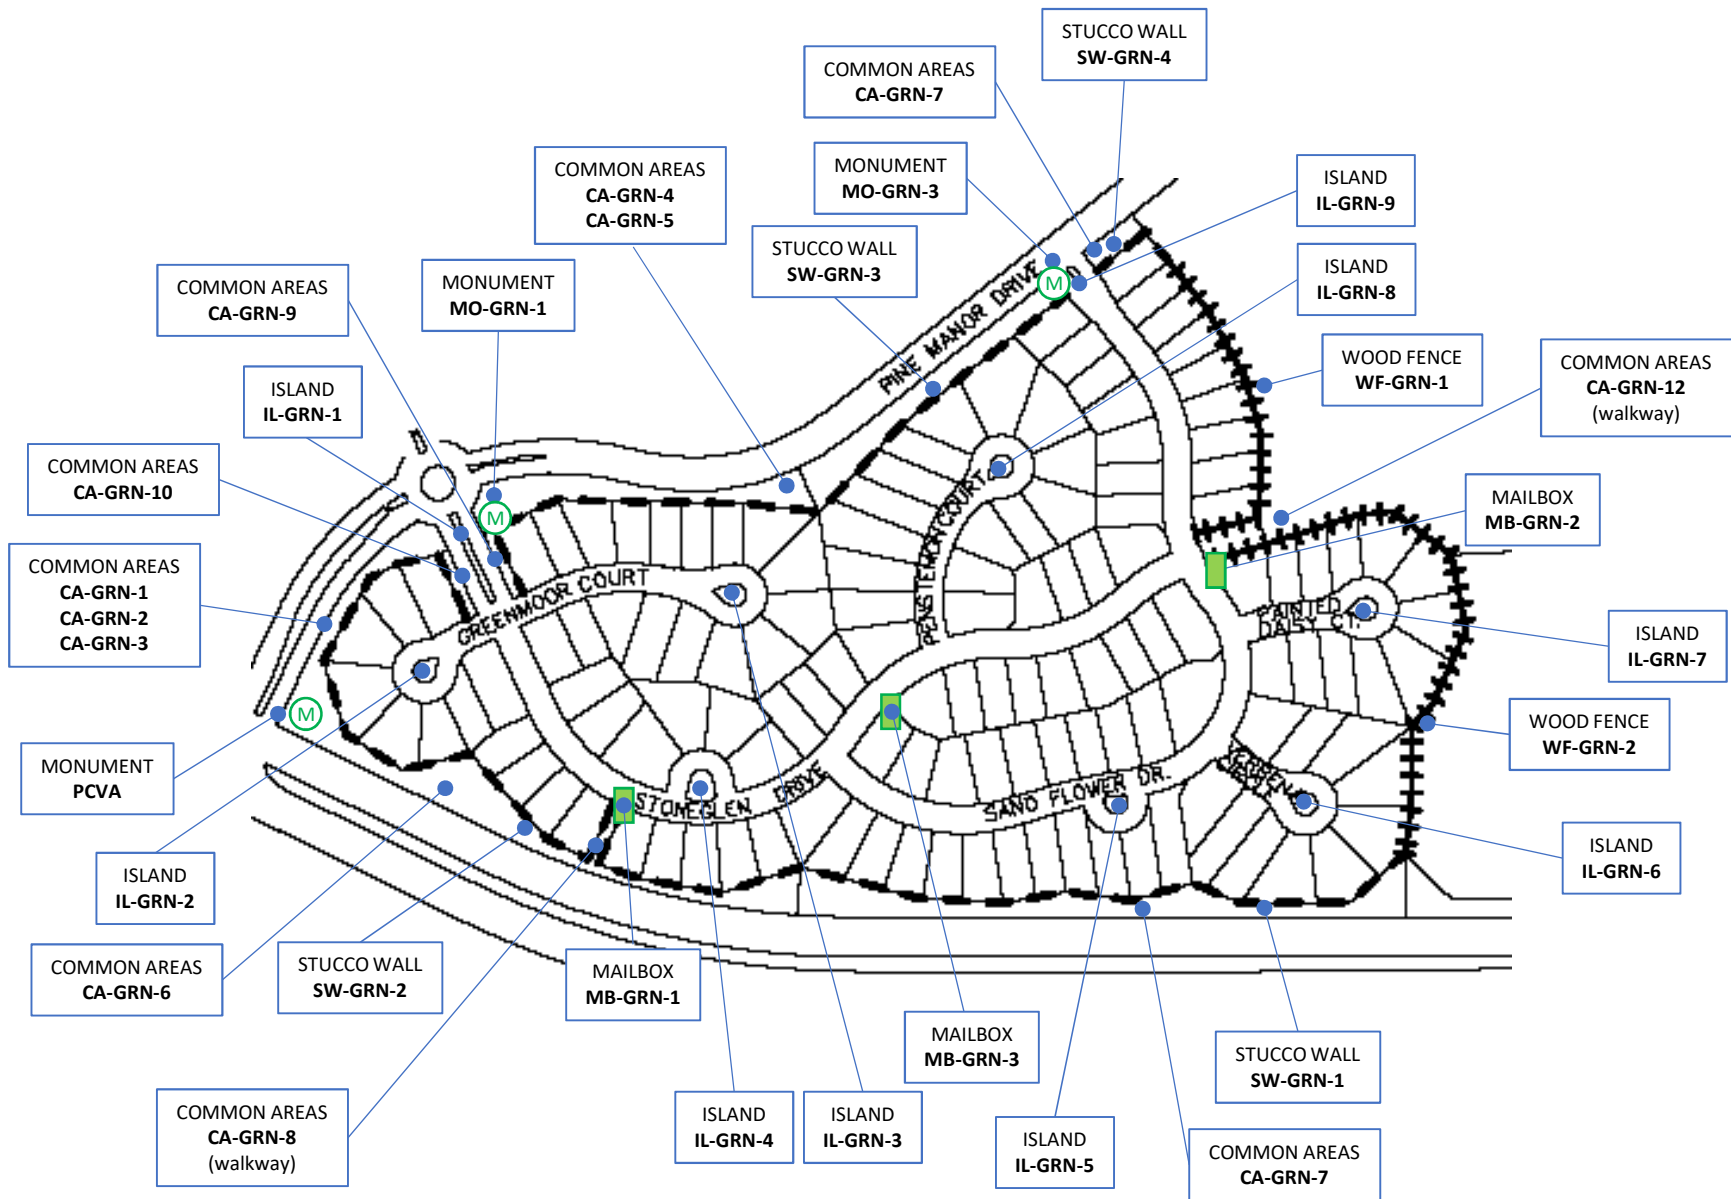 STUCCO WALL
SW-GRN-4
COMMON AREAS
CA-GRN-7
COMMON AREAS
CA-GRN-4
CA-GRN-5
MONUMENT
MO-GRN-3
ISLAND
IL-GRN-9
STUCCO WALL
SW-GRN-3
ISLAND
IL-GRN-8
COMMON AREAS
CA-GRN-9
MONUMENT
MO-GRN-1
M
PINE MANOR DRIVE
WOOD FENCE
WF-GRN-1
COMMON AREAS
CA-GRN-12
(walkway)
ISLAND
IL-GRN-1
COMMON AREAS
CA-GRN-10
MAILBOX
MB-GRN-2
M
PENSTEMON COURT
COMMON AREAS
CA-GRN-1
CA-GRN-2
CA-GRN-3
GREENMOOR COURT
PAINTED
DAISY CT.
ISLAND
IL-GRN-7
M
MONUMENT
PCVA
WOOD FENCE
WF-GRN-2
STONEGLEN DRIVE
SAND FLOWER DR.
ISLAND
IL-GRN-6
ISLAND
IL-GRN-2
COMMON AREAS
CA-GRN-6
STUCCO WALL
SW-GRN-2
MAILBOX
MB-GRN-1
MAILBOX
MB-GRN-3
STUCCO WALL
SW-GRN-1
COMMON AREAS
CA-GRN-8
(walkway)
ISLAND
IL-GRN-4
ISLAND
IL-GRN-3
ISLAND
IL-GRN-5
COMMON AREAS
CA-GRN-7